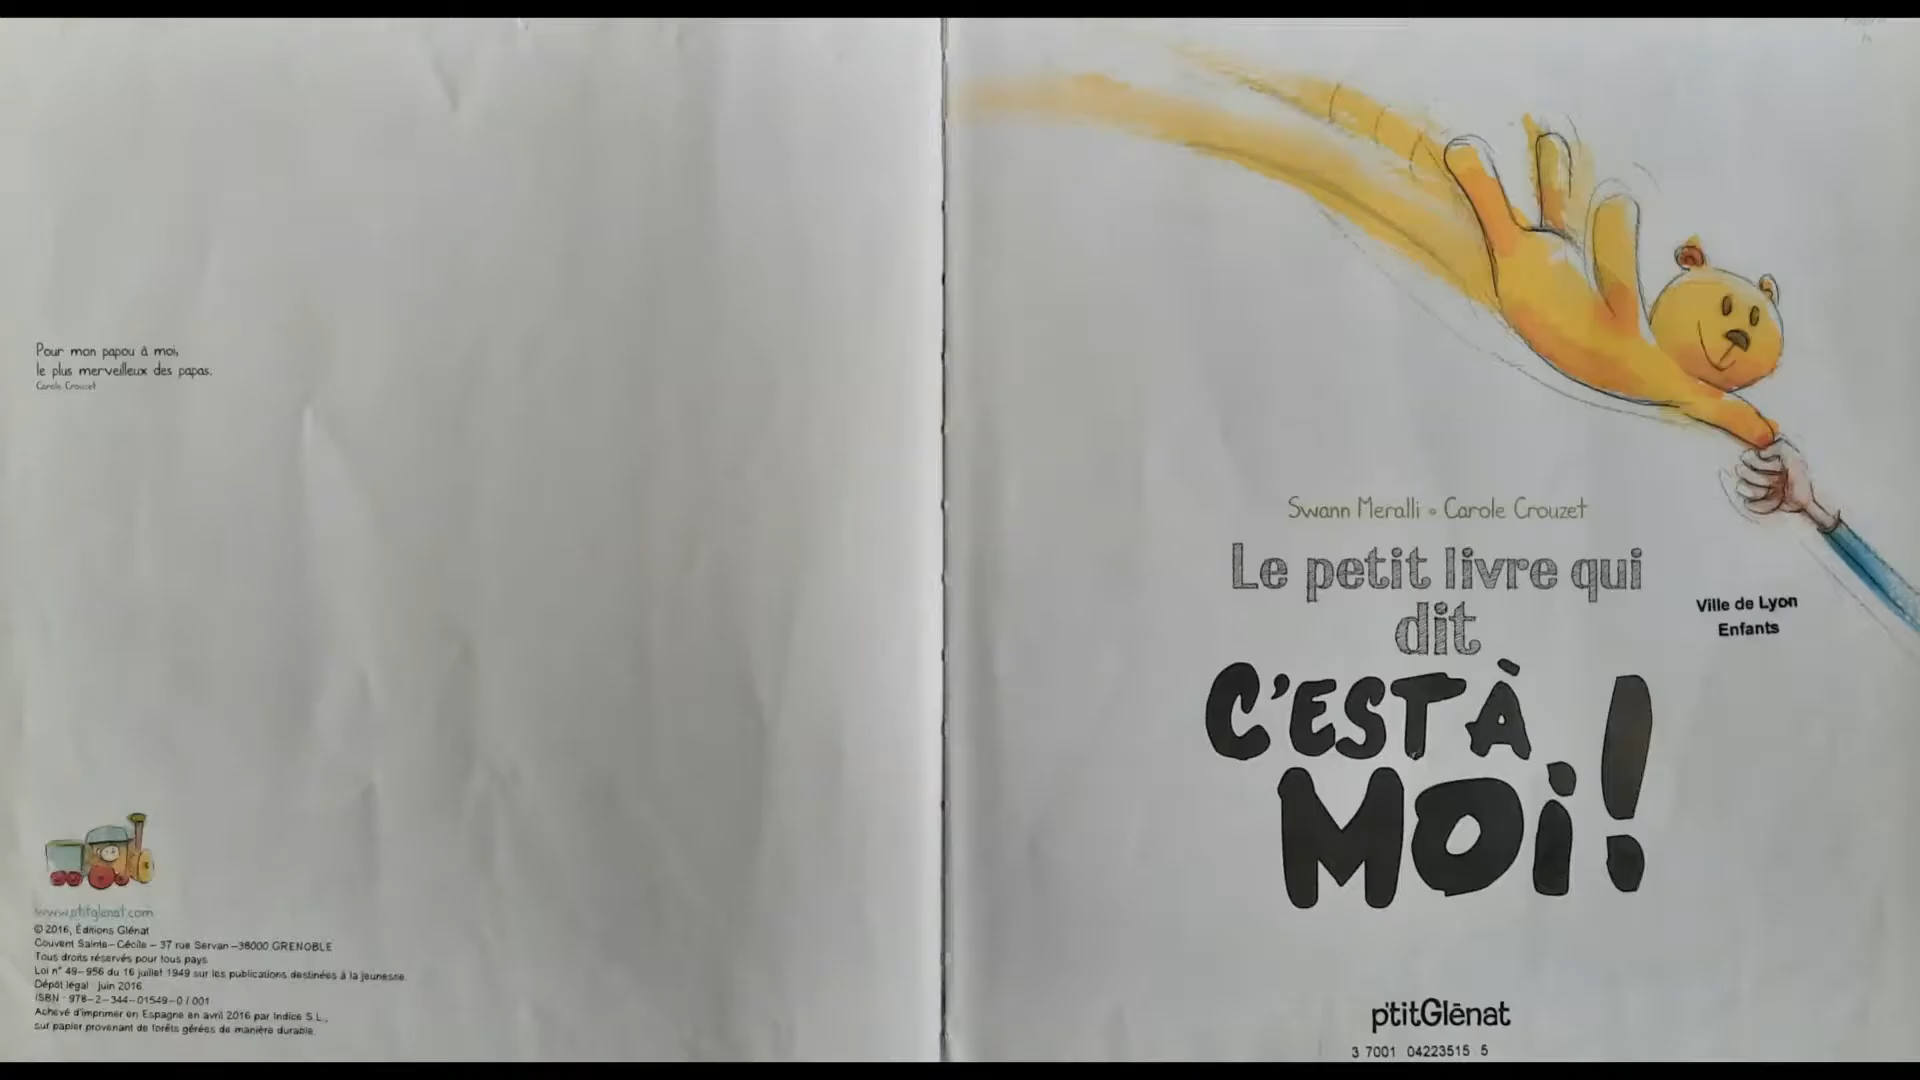 Pour mon papou à moi,
le plus merveilleux des papas.
Carole Crouzet
www.ptitglenat.com
© 2016, Éditions Glénat
Couvent Sainte-Cécile – 37 rue Servan – 38000 GRENOBLE
Tous droits réservés pour tous pays
Loi n° 49-956 du 16 juillet 1949 sur les publications destinées à la jeunesse.
Dépôt légal : juin 2016
ISBN : 978-2-344-01549-0 / 001
Achevé d'imprimer en Espagne en avril 2016 par Indice S.L.,
sur papier provenant de forêts gérées de manière durable.
Swann Meralli • Carole Crouzet
Le petit livre qui
dit
C'EST À
MOi !
Ville de Lyon
Enfants
p'titGlénat
3 7001 04223515 5